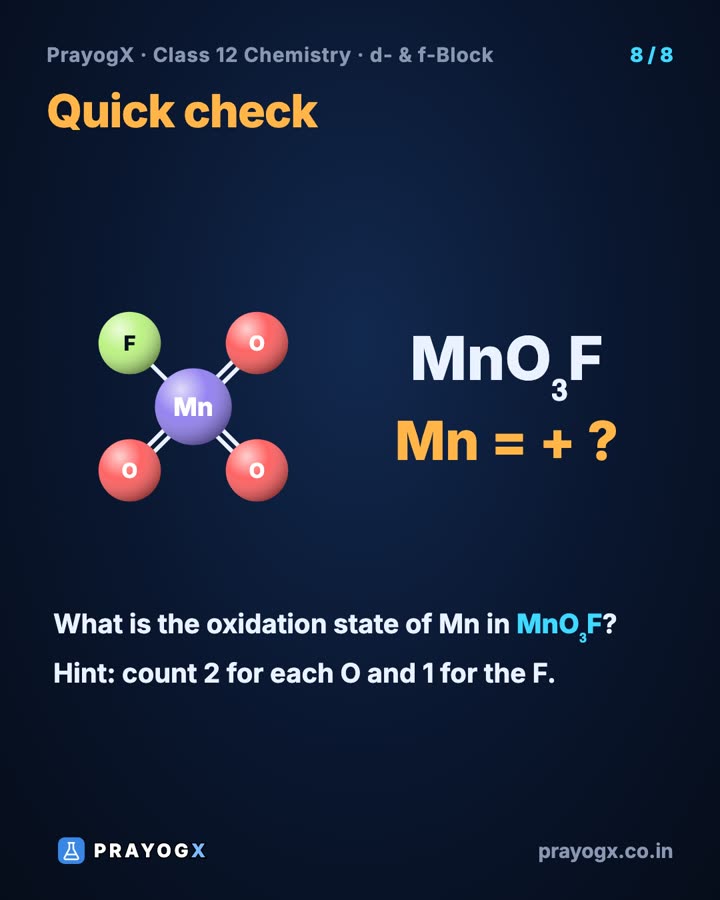 PrayogX · Class 12 Chemistry · d- & f-Block
8 / 8
Quick check
F
O
Mn
O
O
MnO₃F
Mn = + ?
What is the oxidation state of Mn in MnO₃F?
Hint: count 2 for each O and 1 for the F.
PRAYOGX
prayogx.co.in